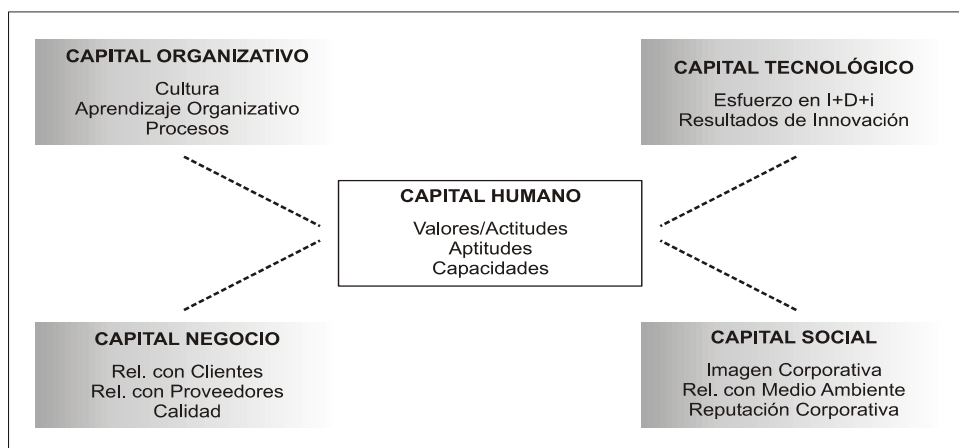 CAPITAL ORGANIZATIVO
Cultura
Aprendizaje Organizativo
Procesos
CAPITAL TECNOLÓGICO
Esfuerzo en I+D+i
Resultados de Innovación
CAPITAL HUMANO
Valores/Actitudes
Aptitudes
Capacidades
CAPITAL NEGOCIO
Rel. con Clientes
Rel. con Proveedores
Calidad
CAPITAL SOCIAL
Imagen Corporativa
Rel. con Medio Ambiente
Reputación Corporativa